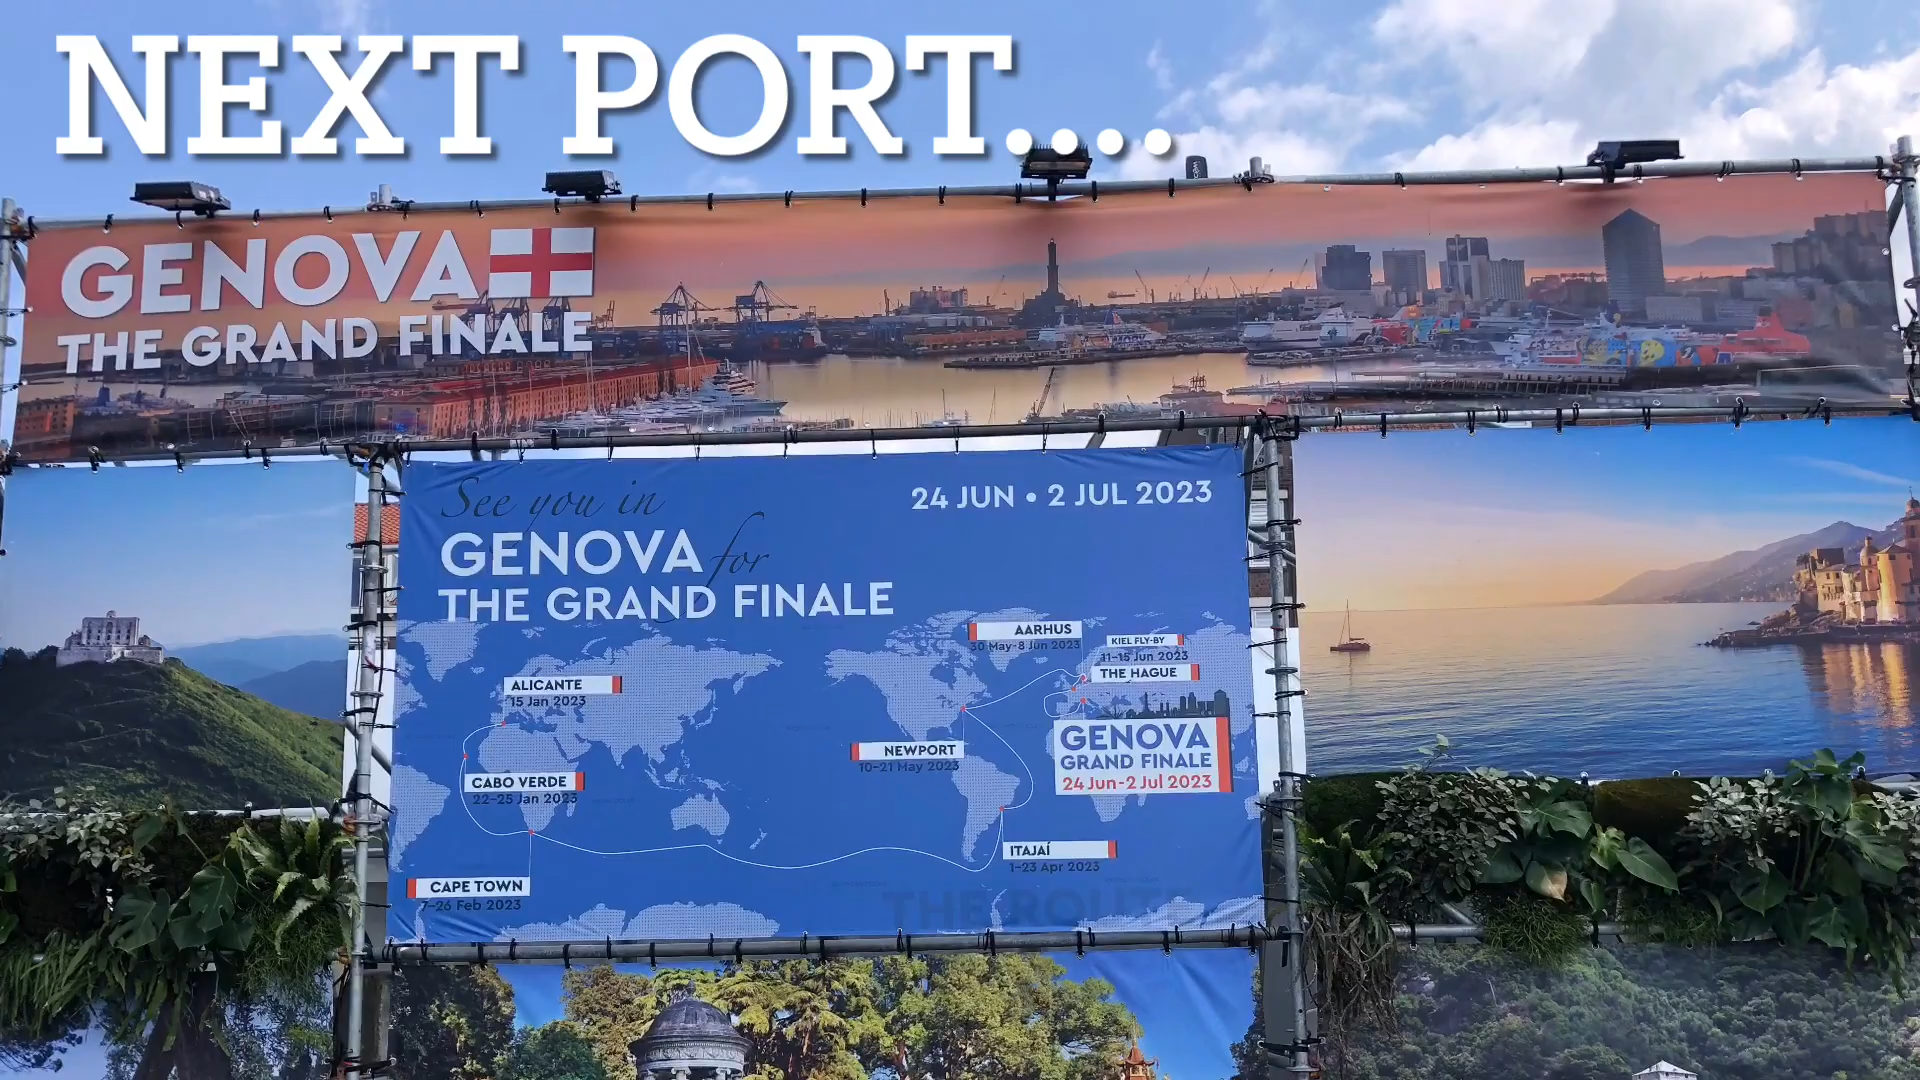 NEXT PORT....
GENOVA
THE GRAND FINALE
See you in
GENOVA for
THE GRAND FINALE
24 JUN • 2 JUL 2023
AARHUS
30 May-8 Jun 2023
KIEL FLY-BY
11-15 Jun 2023
THE HAGUE
ALICANTE
15 Jan 2023
GENOVA
GRAND FINALE
24 Jun-2 Jul 2023
NEWPORT
10-21 May 2023
CABO VERDE
22-25 Jan 2023
ITAJAÍ
1-23 Apr 2023
CAPE TOWN
7-26 Feb 2023
THE ROUTE